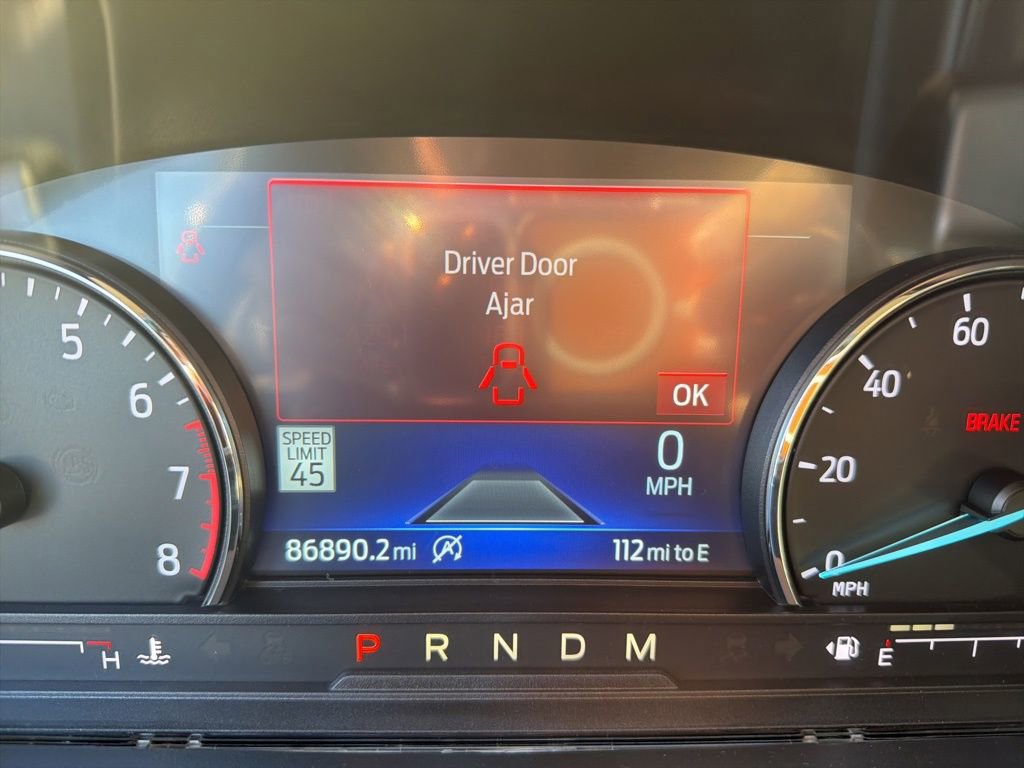 Driver Door
Ajar
OK
5
6
7
8
SPEED
LIMIT
45
0
MPH
60
40
20
0
MPH
BRAKE
86890.2 mi
112 mi to E
H
P R N D M
E